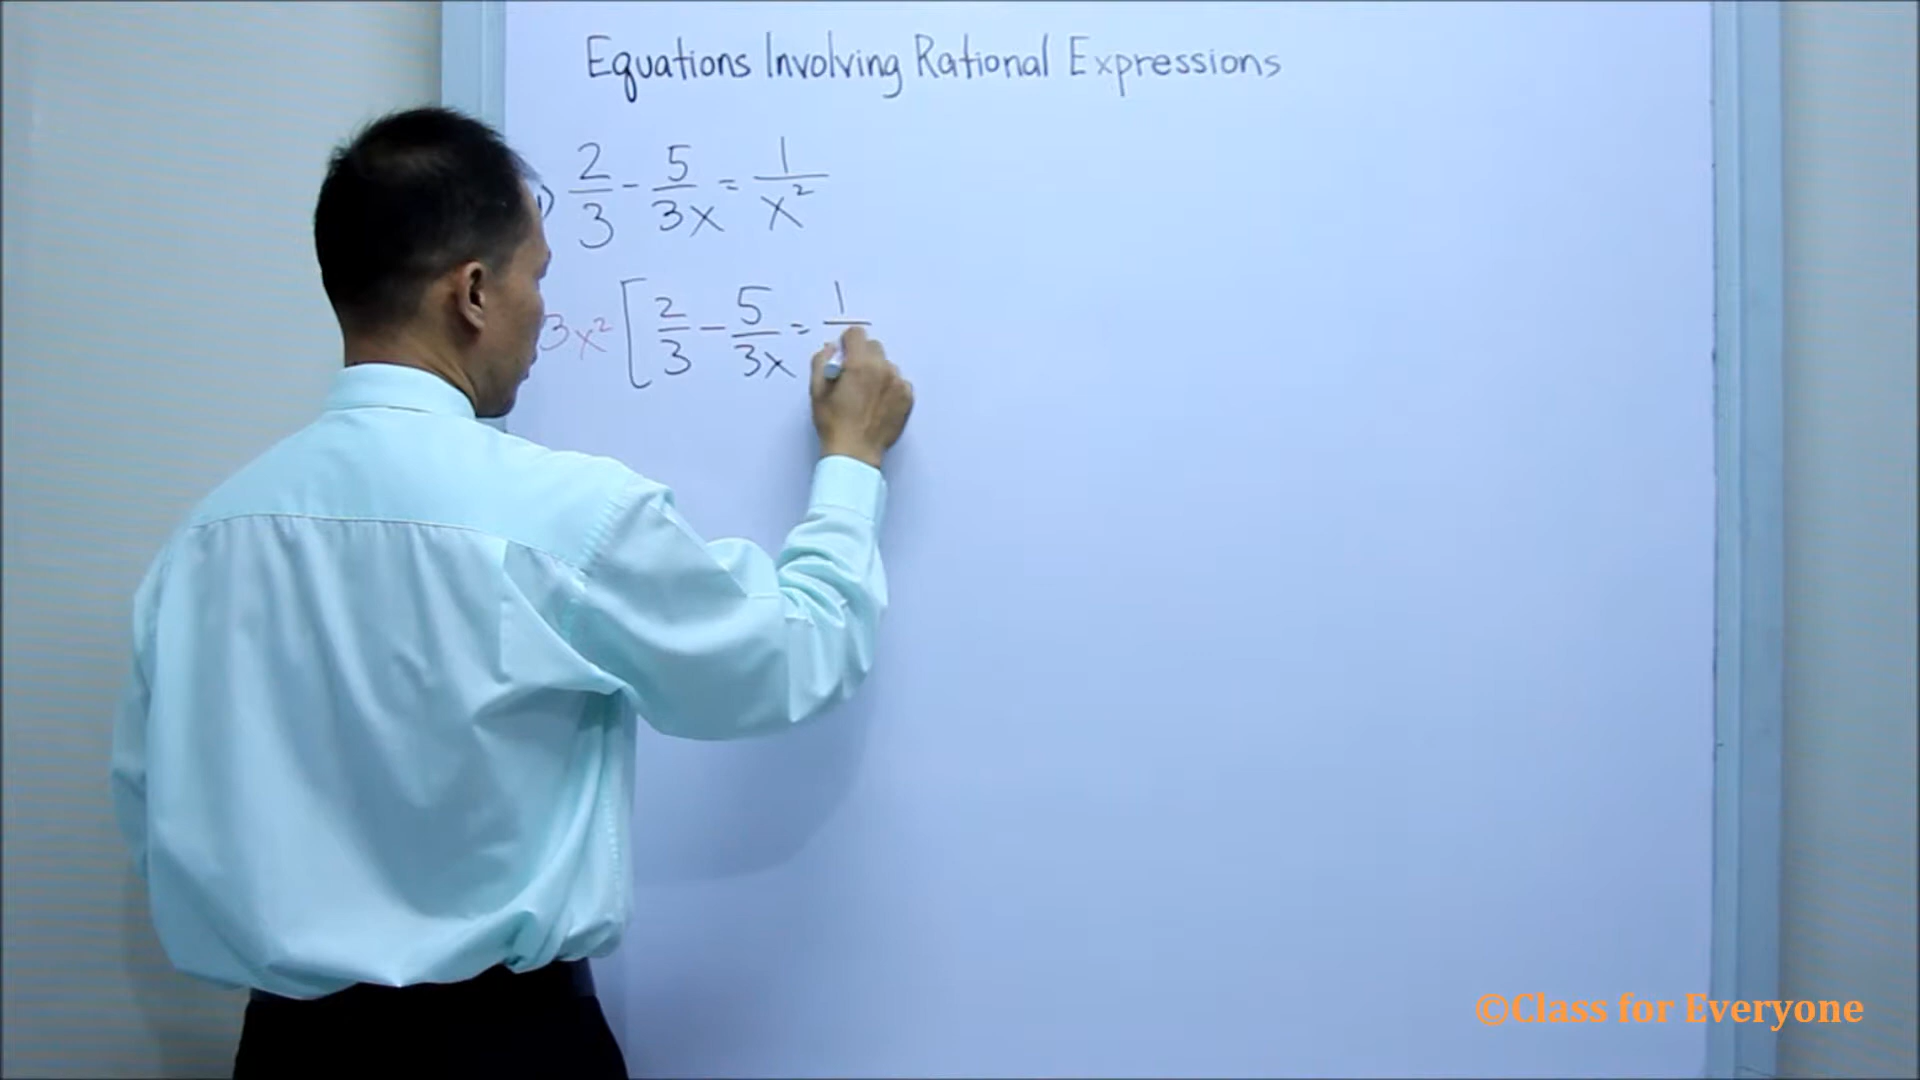 Equations Involving Rational Expressions
1) 2/3 - 5/3x = 1/x²
3x² [ 2/3 - 5/3x = 1/
©Class for Everyone